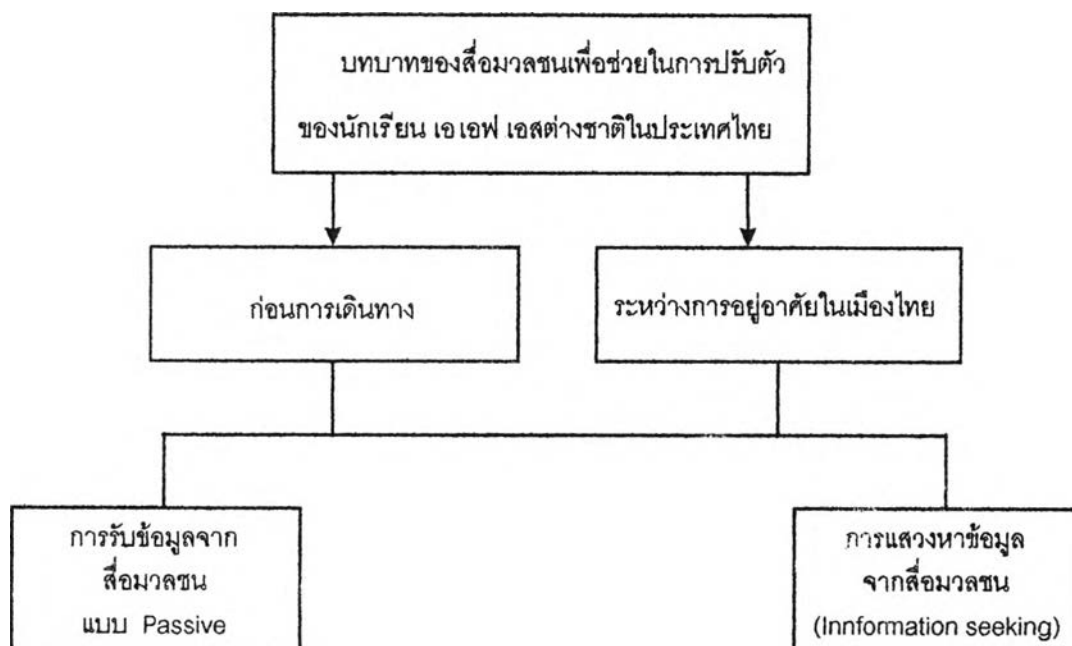 บทบาทของสื่อมวลชนเพื่อช่วยในการปรับตัว
ของนักเรียน เอ เอฟ เอสต่างชาติในประเทศไทย
ก่อนการเดินทาง
ระหว่างการอยู่อาศัยในเมืองไทย
การรับข้อมูลจาก
สื่อมวลชน
แบบ Passive
การแสวงหาข้อมูล
จากสื่อมวลชน
(Innformation seeking)